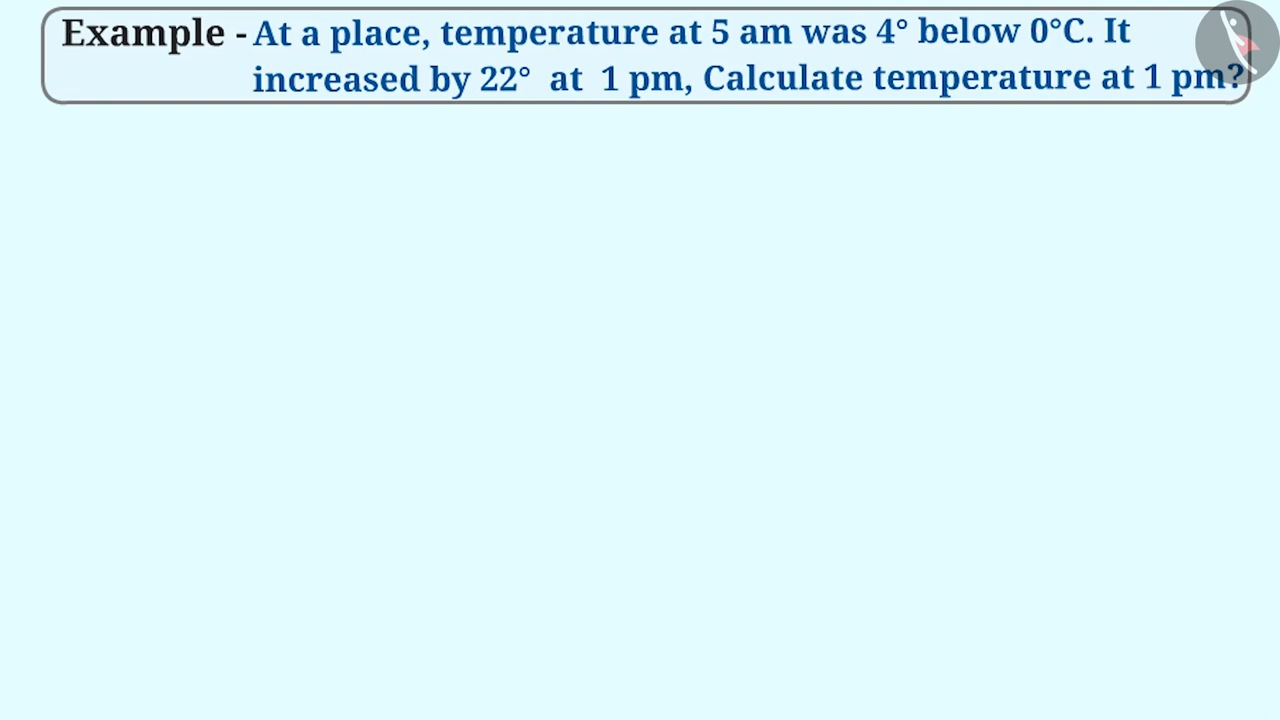 Example - At a place, temperature at 5 am was 4° below 0°C. It
increased by 22° at 1 pm, Calculate temperature at 1 pm?